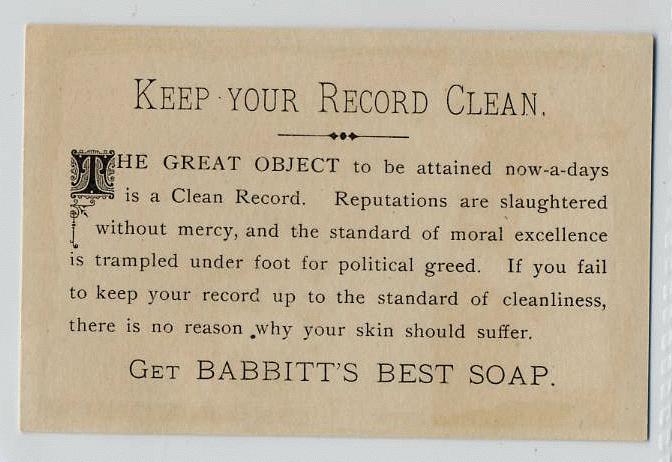 KEEP YOUR RECORD CLEAN.
THE GREAT OBJECT to be attained now-a-days
is a Clean Record. Reputations are slaughtered
without mercy, and the standard of moral excellence
is trampled under foot for political greed. If you fail
to keep your record up to the standard of cleanliness,
there is no reason why your skin should suffer.
GET BABBITT'S BEST SOAP.